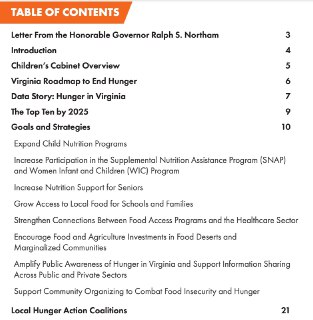 TABLE OF CONTENTS
Letter From the Honorable Governor Ralph S. Northam 3
Introduction 4
Children's Cabinet Overview 5
Virginia Roadmap to End Hunger 6
Data Story: Hunger in Virginia 7
The Top Ten by 2025 9
Goals and Strategies 10
Expand Child Nutrition Programs
Increase Participation in the Supplemental Nutrition Assistance Program (SNAP)
and Women Infant and Children (WIC) Program
Increase Nutrition Support for Seniors
Grow Access to Local Food for Schools and Families
Strengthen Connections Between Food Access Programs and the Healthcare Sector
Encourage Food and Agriculture Investments in Food Deserts and
Marginalized Communities
Amplify Public Awareness of Hunger in Virginia and Support Information Sharing
Across Public and Private Sectors
Support Community Organizing to Combat Food Insecurity and Hunger
Local Hunger Action Coalitions 21